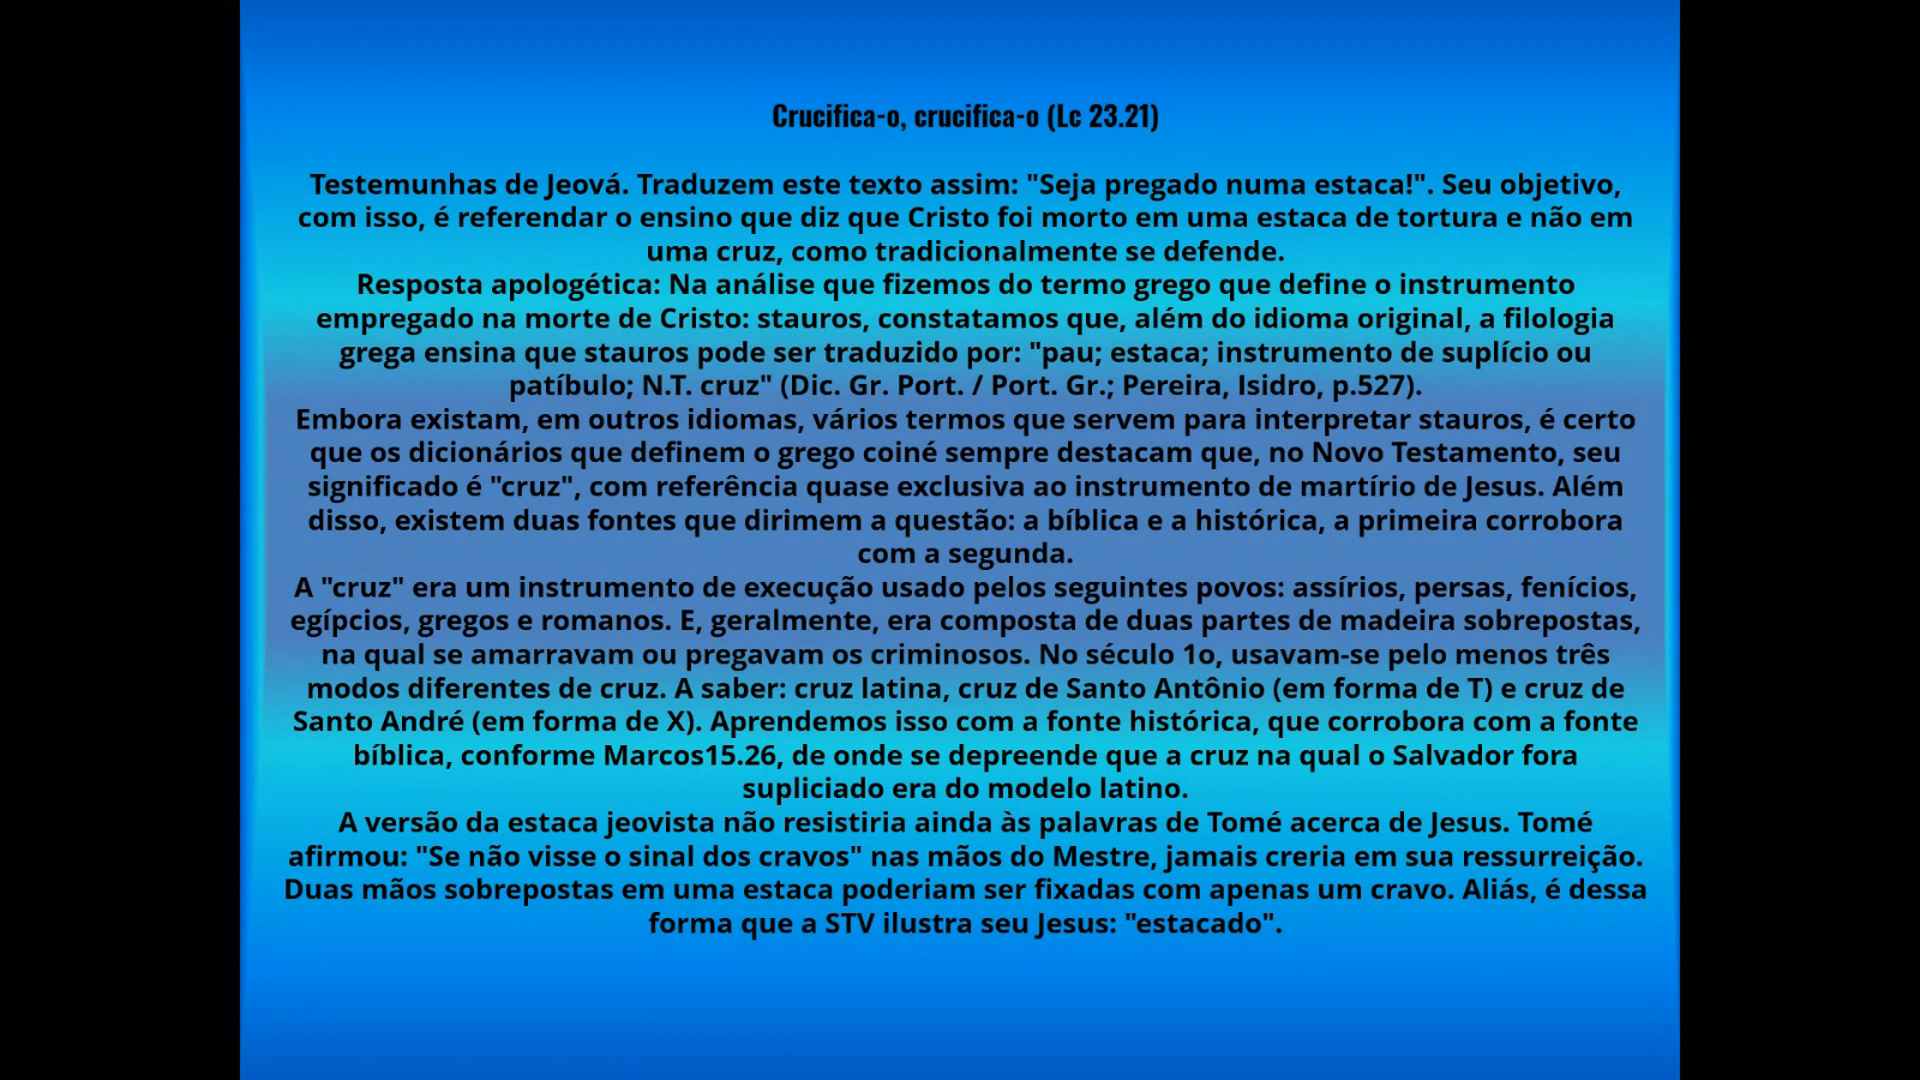 Crucifica-o, crucifica-o (Lc 23.21)
Testemunhas de Jeová. Traduzem este texto assim: "Seja pregado numa estaca!". Seu objetivo,
com isso, é referendar o ensino que diz que Cristo foi morto em uma estaca de tortura e não em
uma cruz, como tradicionalmente se defende.
Resposta apologética: Na análise que fizemos do termo grego que define o instrumento
empregado na morte de Cristo: stauros, constatamos que, além do idioma original, a filologia
grega ensina que stauros pode ser traduzido por: "pau; estaca; instrumento de suplício ou
patíbulo; N.T. cruz" (Dic. Gr. Port. / Port. Gr.; Pereira, Isidro, p.527).
Embora existam, em outros idiomas, vários termos que servem para interpretar stauros, é certo
que os dicionários que definem o grego coiné sempre destacam que, no Novo Testamento, seu
significado é "cruz", com referência quase exclusiva ao instrumento de martírio de Jesus. Além
disso, existem duas fontes que dirimem a questão: a bíblica e a histórica, a primeira corrobora
com a segunda.
A "cruz" era um instrumento de execução usado pelos seguintes povos: assírios, persas, fenícios,
egípcios, gregos e romanos. E, geralmente, era composta de duas partes de madeira sobrepostas,
na qual se amarravam ou pregavam os criminosos. No século 1o, usavam-se pelo menos três
modos diferentes de cruz. A saber: cruz latina, cruz de Santo Antônio (em forma de T) e cruz de
Santo André (em forma de X). Aprendemos isso com a fonte histórica, que corrobora com a fonte
bíblica, conforme Marcos15.26, de onde se depreende que a cruz na qual o Salvador fora
supliciado era do modelo latino.
A versão da estaca jeovista não resistiria ainda às palavras de Tomé acerca de Jesus. Tomé
afirmou: "Se não visse o sinal dos cravos" nas mãos do Mestre, jamais creria em sua ressurreição.
Duas mãos sobrepostas em uma estaca poderiam ser fixadas com apenas um cravo. Aliás, é dessa
forma que a STV ilustra seu Jesus: "estacado".